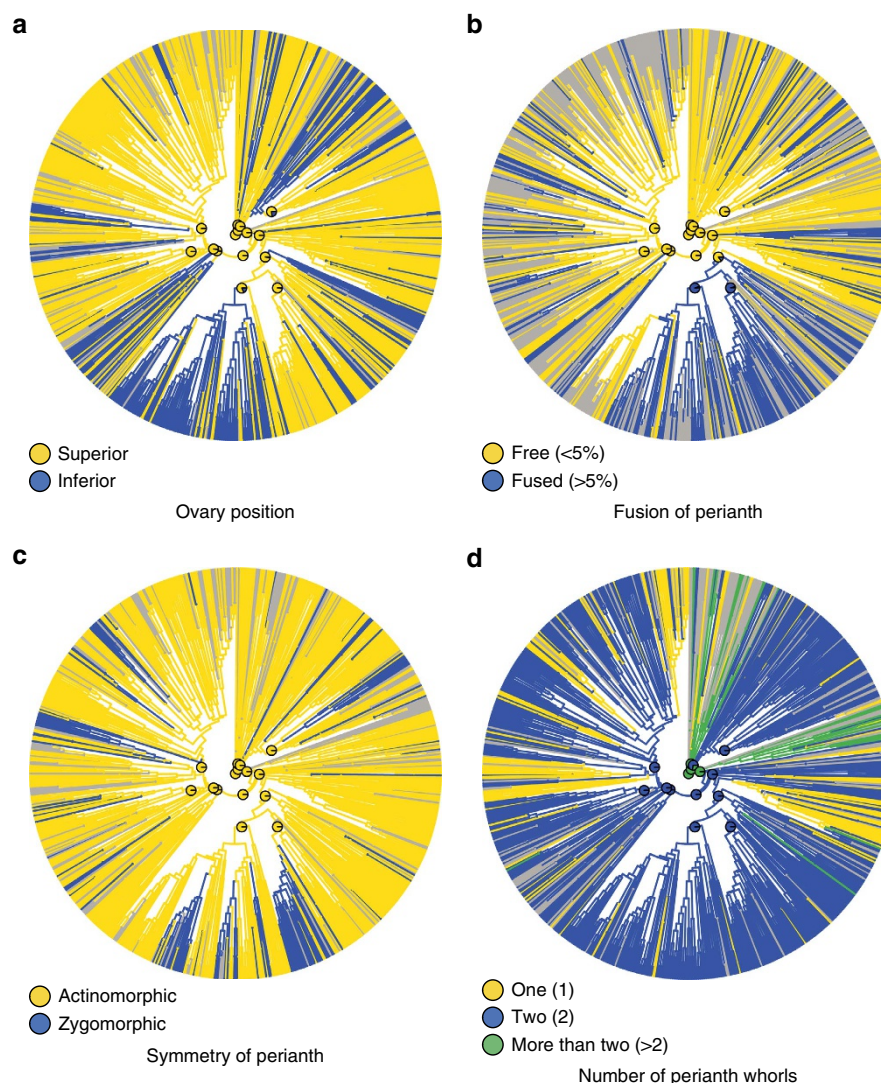 a
Superior
Inferior
Ovary position
b
Free (<5%)
Fused (>5%)
Fusion of perianth
c
Actinomorphic
Zygomorphic
Symmetry of perianth
d
One (1)
Two (2)
More than two (>2)
Number of perianth whorls